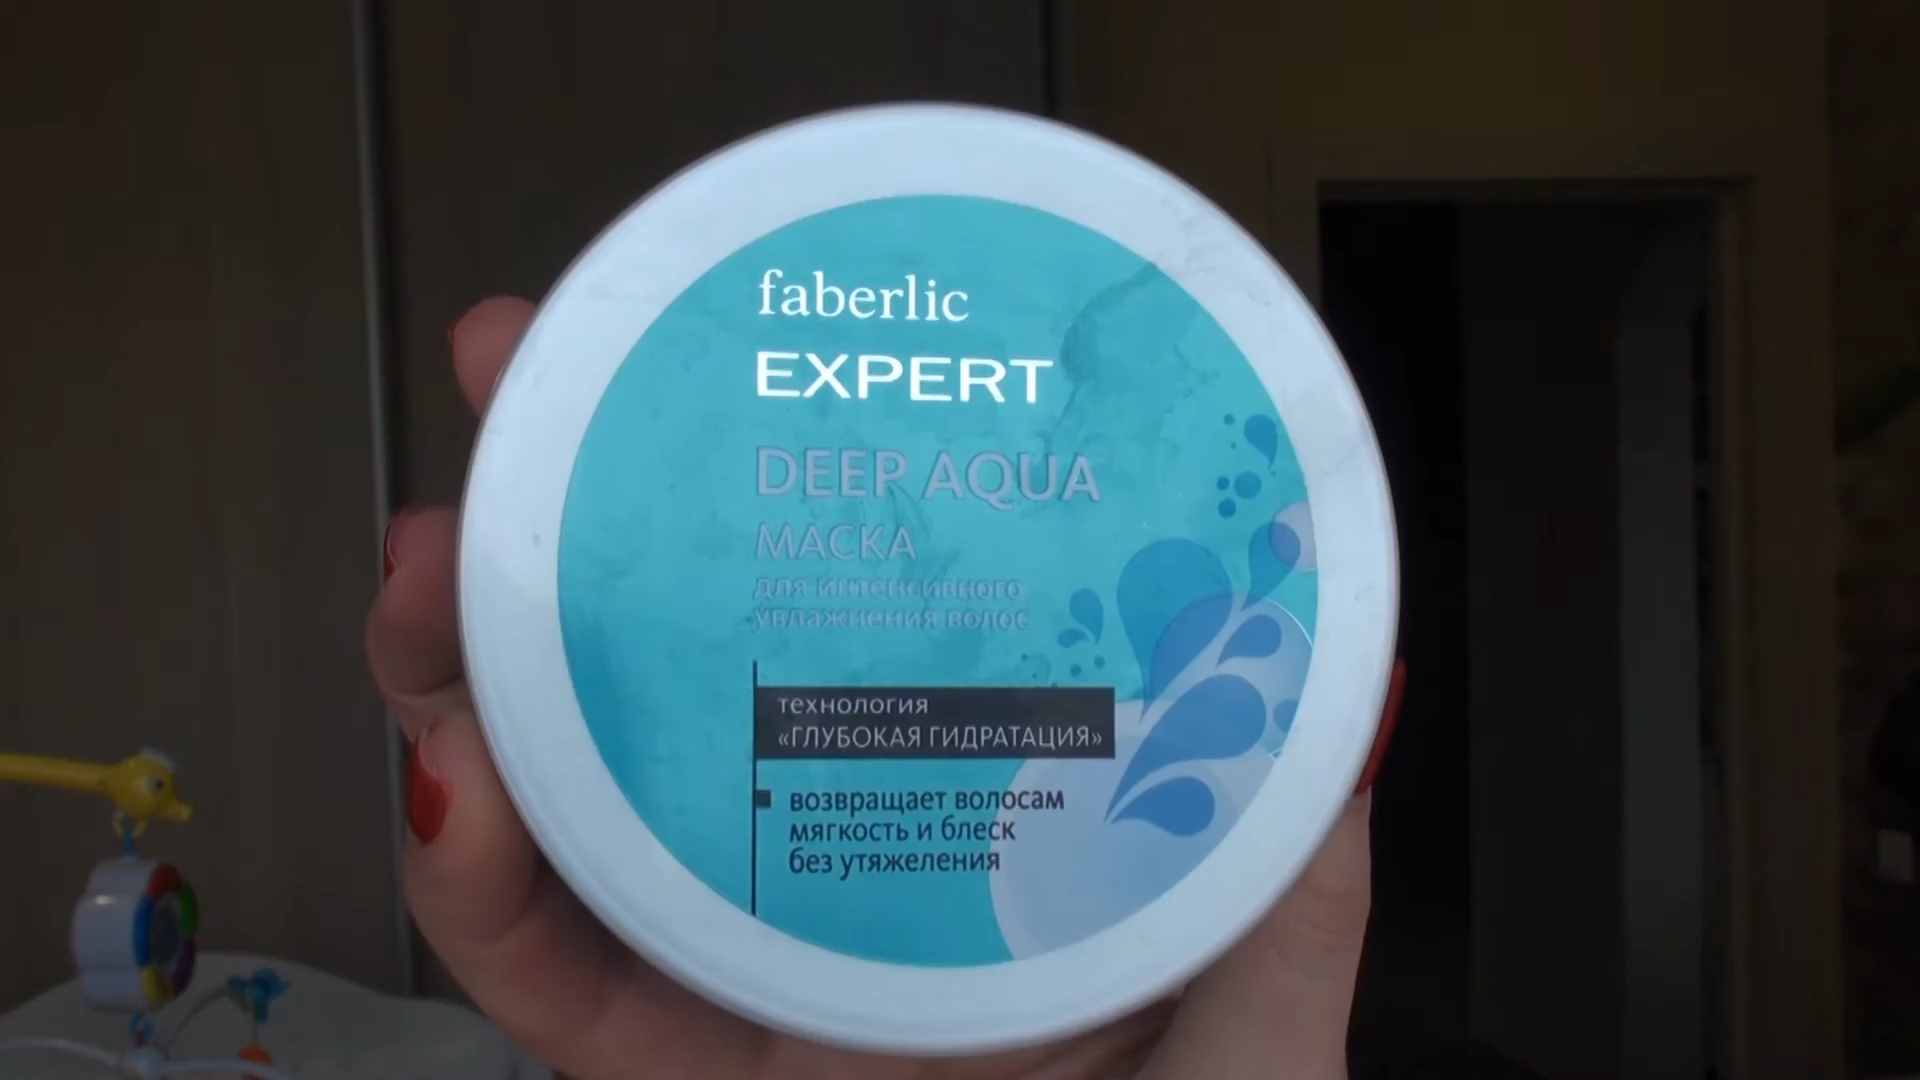 faberlic
EXPERT
DEEP AQUA
МАСКА
для интенсивного
увлажнения волос
технология
«ГЛУБОКАЯ ГИДРАТАЦИЯ»
возвращает волосам
мягкость и блеск
без утяжеления